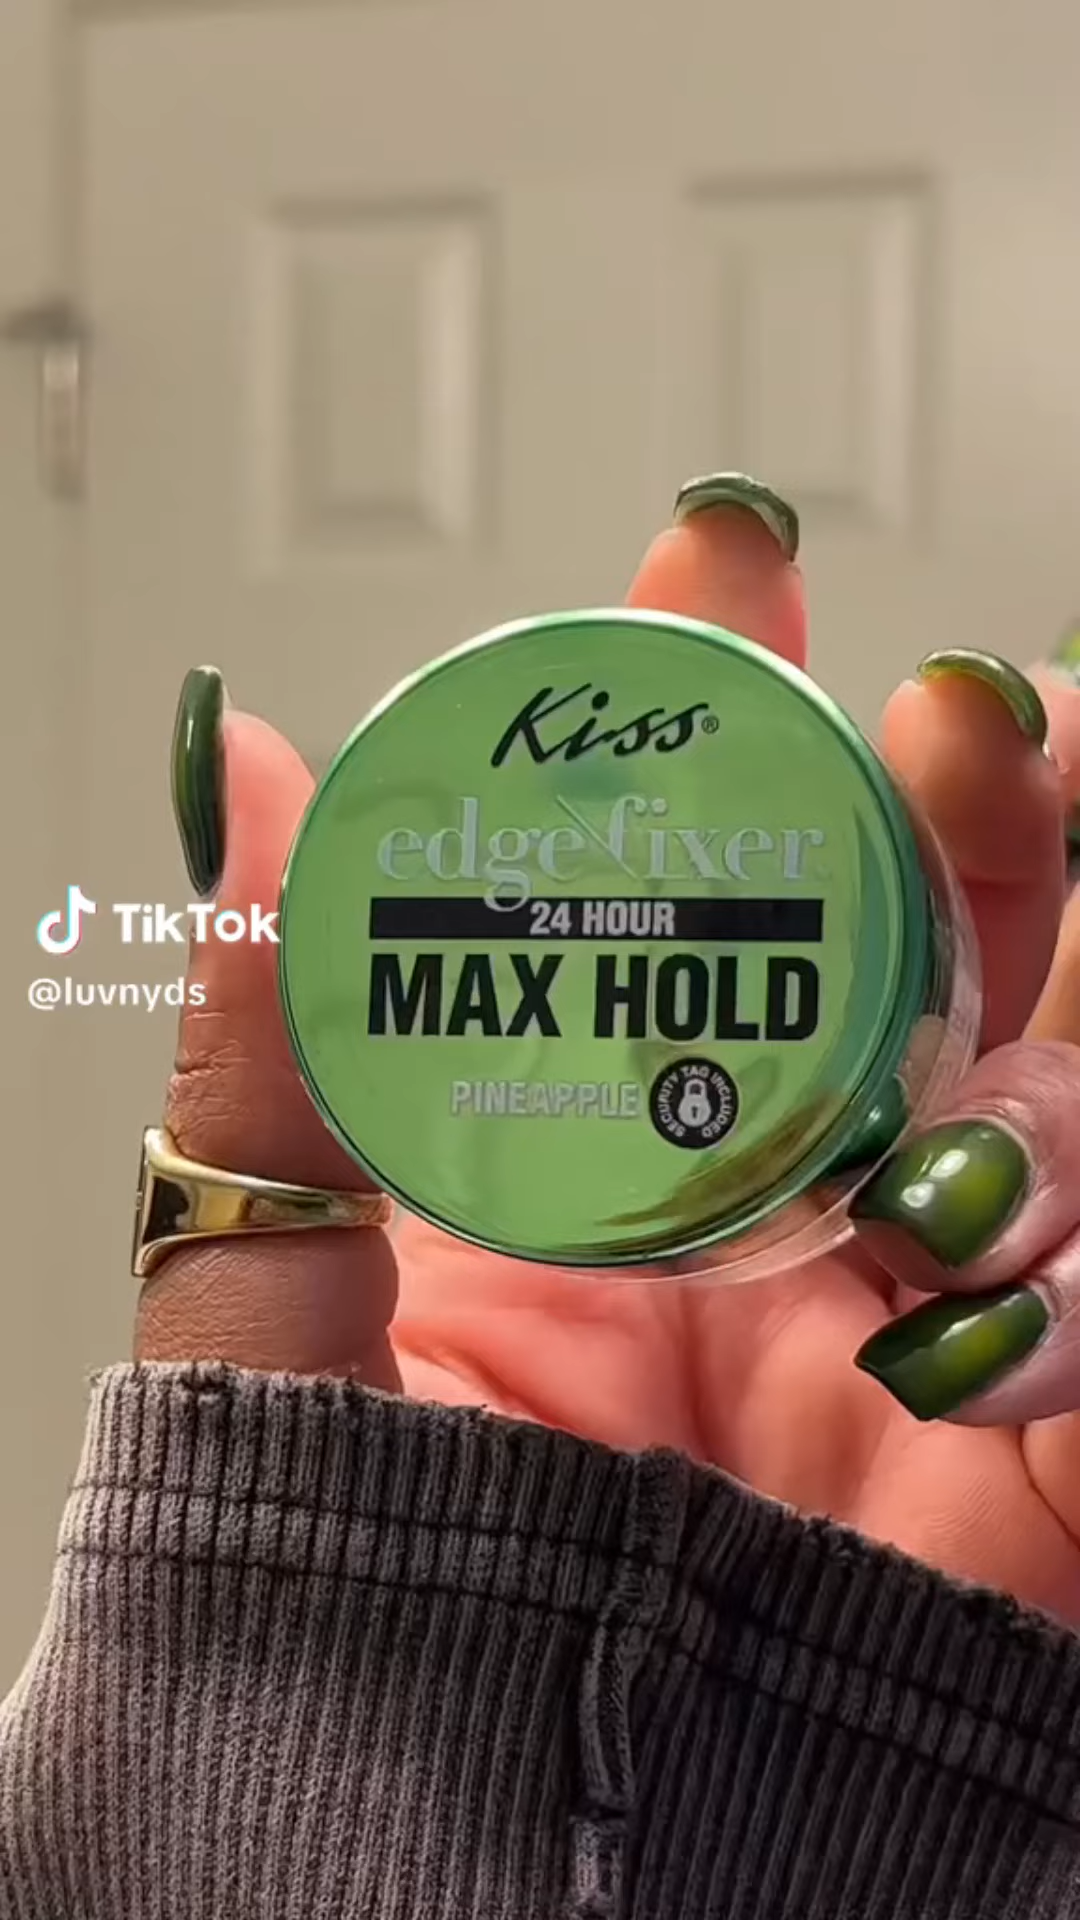 Kiss®
edge fixer
24 HOUR
MAX HOLD
PINEAPPLE
SECURITY TAG INCLUDED
TikTok
@luvnyds